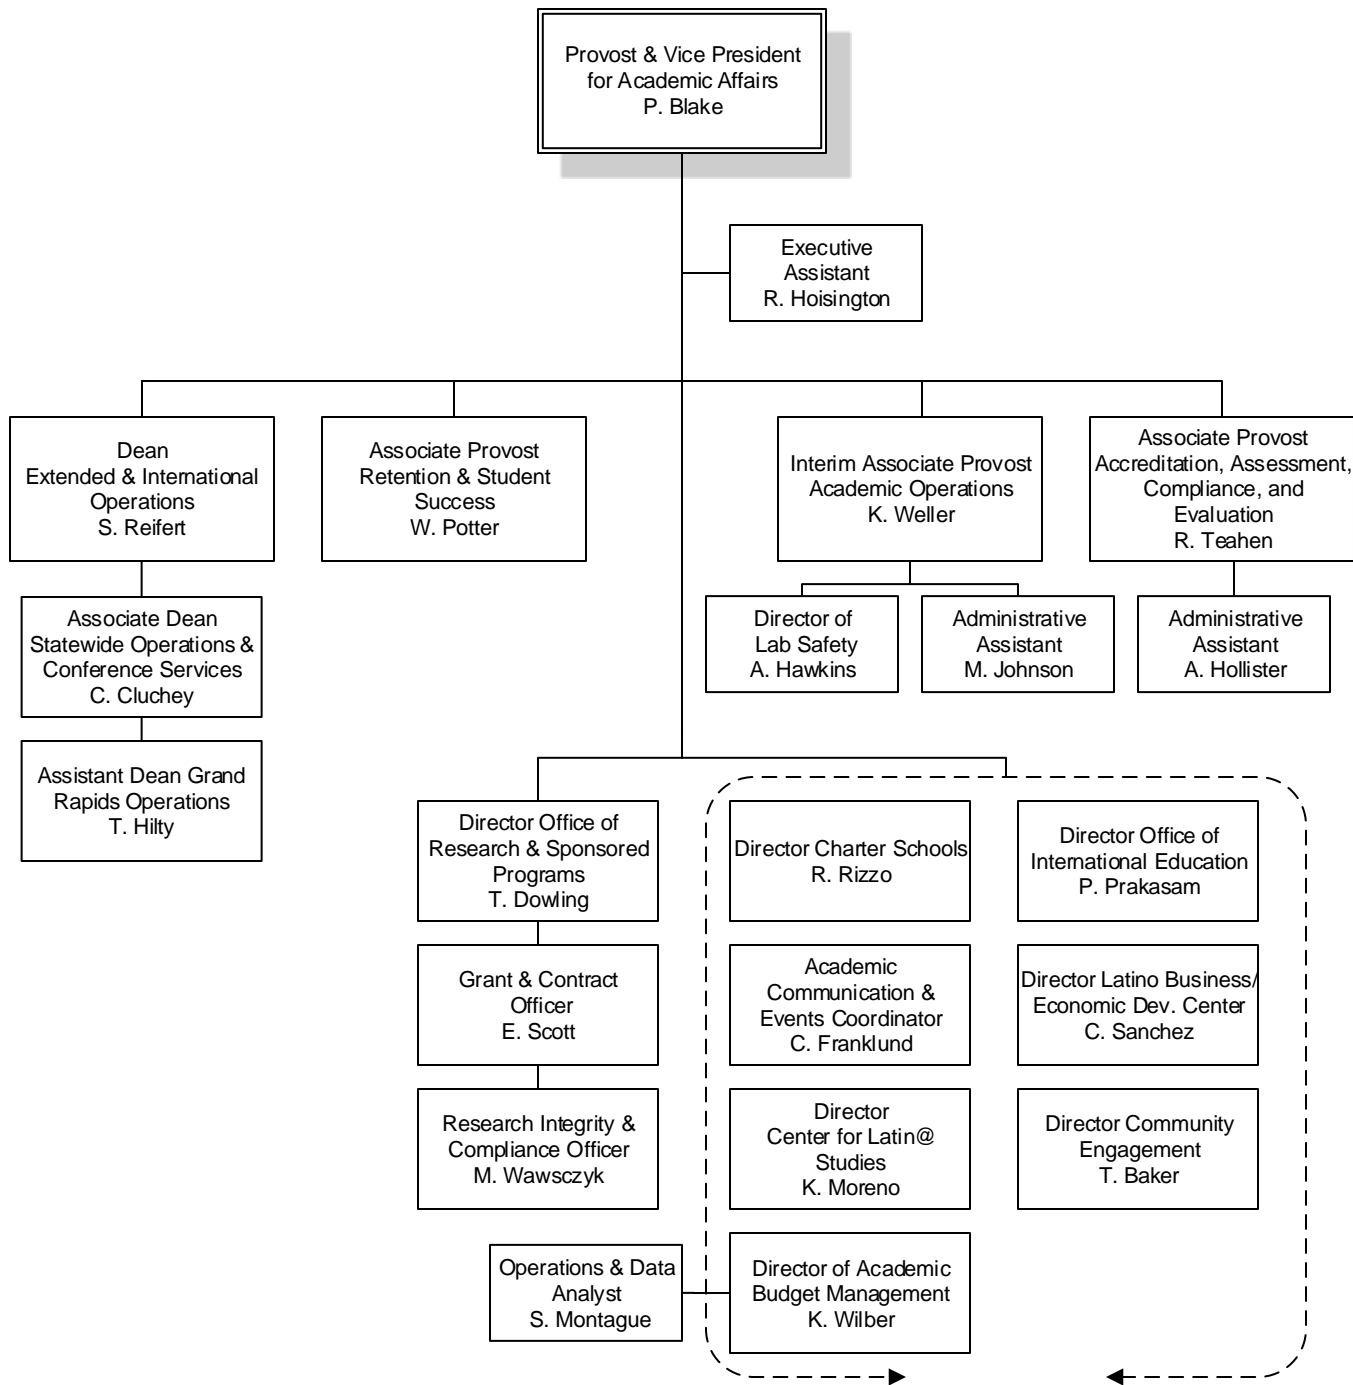 Provost & Vice President
for Academic Affairs
P. Blake
Executive
Assistant
R. Hoisington
Dean
Extended & International
Operations
S. Reifert
Associate Provost
Retention & Student
Success
W. Potter
Interim Associate Provost
Academic Operations
K. Weller
Associate Provost
Accreditation, Assessment,
Compliance, and
Evaluation
R. Teahen
Associate Dean
Statewide Operations &
Conference Services
C. Cluchey
Director of
Lab Safety
A. Hawkins
Administrative
Assistant
M. Johnson
Administrative
Assistant
A. Hollister
Assistant Dean Grand
Rapids Operations
T. Hilty
Director Office of
Research & Sponsored
Programs
T. Dowling
Director Charter Schools
R. Rizzo
Director Office of
International Education
P. Prakasam
Grant & Contract
Officer
E. Scott
Academic
Communication &
Events Coordinator
C. Franklund
Director Latino Business/
Economic Dev. Center
C. Sanchez
Research Integrity &
Compliance Officer
M. Wawsczyk
Director
Center for Latin@
Studies
K. Moreno
Director Community
Engagement
T. Baker
Operations & Data
Analyst
S. Montague
Director of Academic
Budget Management
K. Wilber